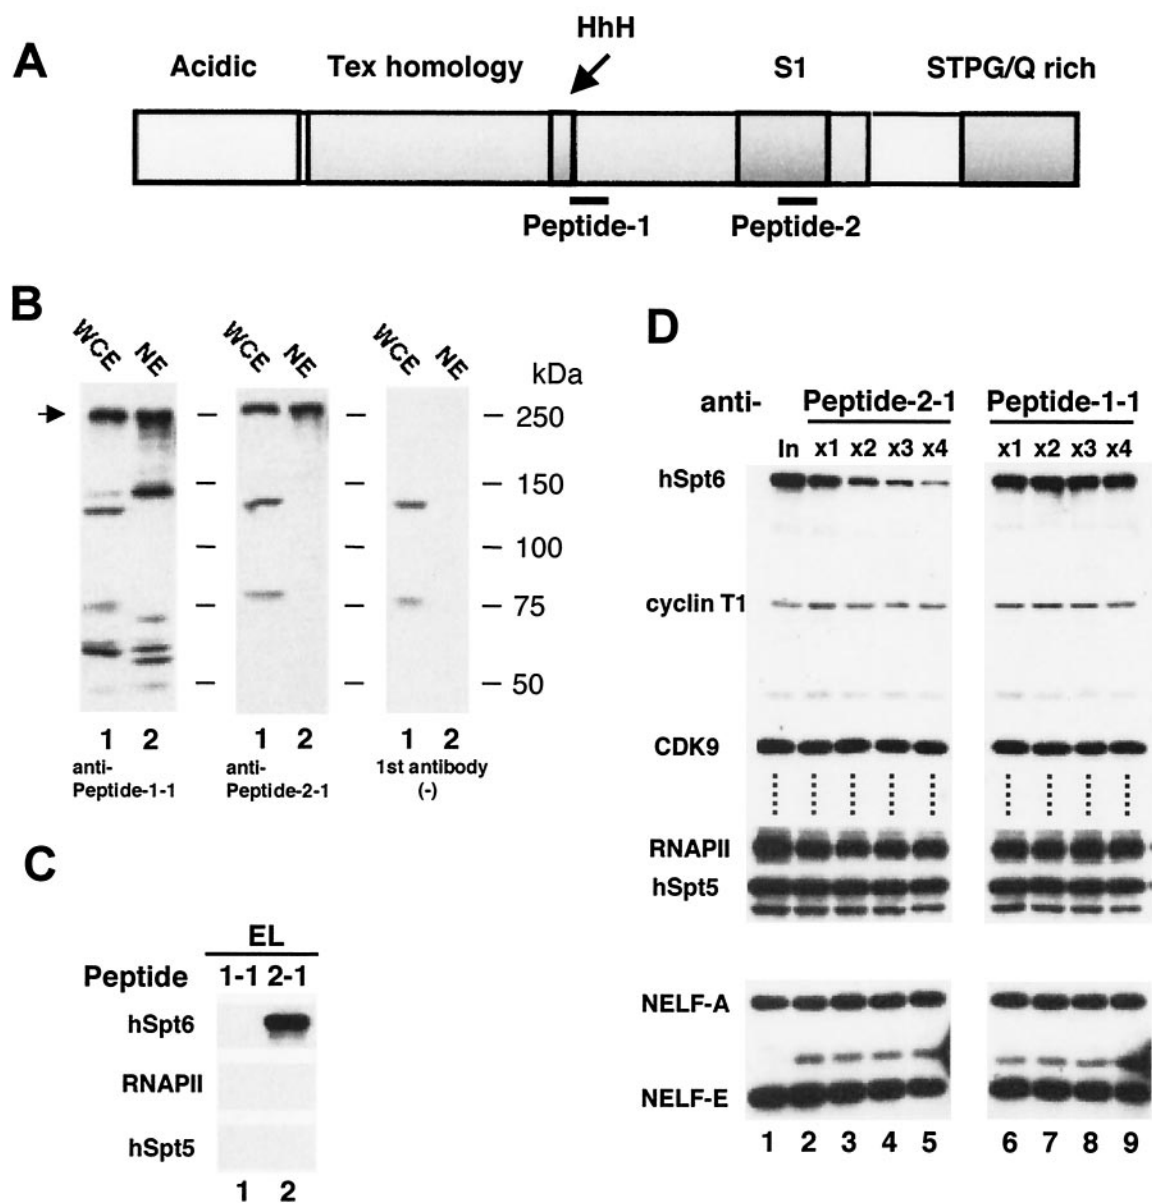 A
HhH
Acidic Tex homology S1 STPG/Q rich
Peptide-1 Peptide-2
B
WCE NE WCE NE WCE NE
kDa
250
150
100
75
50
1 2 1 2 1 2
anti-
Peptide-1-1
anti-
Peptide-2-1
1st antibody
(-)
C
EL
Peptide 1-1 2-1
hSpt6
RNAPII
hSpt5
1 2
D
anti- Peptide-2-1 Peptide-1-1
In x1 x2 x3 x4 x1 x2 x3 x4
hSpt6
cyclin T1
CDK9
RNAPII
hSpt5
NELF-A
NELF-E
1 2 3 4 5 6 7 8 9